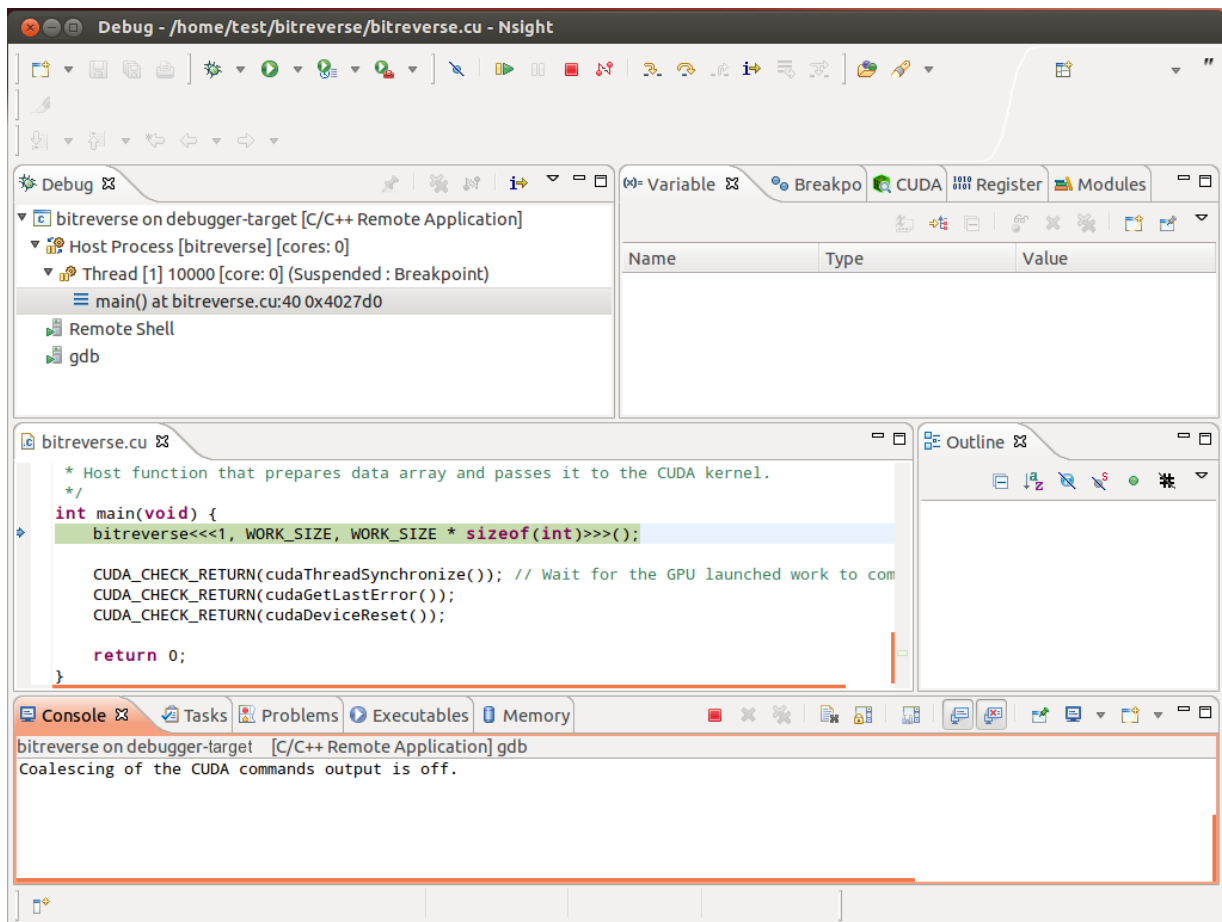 Debug - /home/test/bitreverse/bitreverse.cu - Nsight
Debug
bitreverse on debugger-target [C/C++ Remote Application]
Host Process [bitreverse] [cores: 0]
Thread [1] 10000 [core: 0] (Suspended : Breakpoint)
main() at bitreverse.cu:40 0x4027d0
Remote Shell
gdb
(x)= Variable Breakpo CUDA Register Modules
Name Type Value
bitreverse.cu
* Host function that prepares data array and passes it to the CUDA kernel.
*/
int main(void) {
bitreverse<<<1, WORK_SIZE, WORK_SIZE * sizeof(int)>>>();
CUDA_CHECK_RETURN(cudaThreadSynchronize()); // Wait for the GPU launched work to com
CUDA_CHECK_RETURN(cudaGetLastError());
CUDA_CHECK_RETURN(cudaDeviceReset());
return 0;
}
Outline
Console Tasks Problems Executables Memory
bitreverse on debugger-target [C/C++ Remote Application] gdb
Coalescing of the CUDA commands output is off.